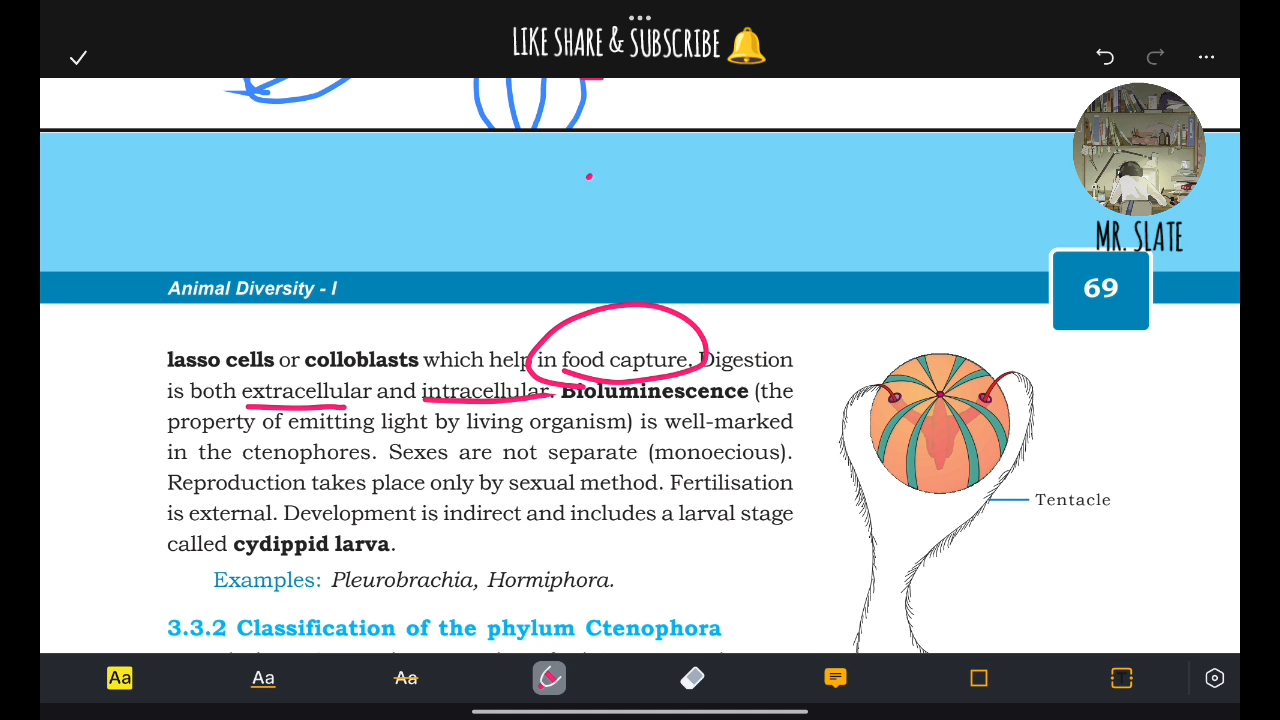 LIKE SHARE & SUBSCRIBE
MR. SLATE
Animal Diversity - I
69
lasso cells or colloblasts which help in food capture. Digestion
is both extracellular and intracellular. Bioluminescence (the
property of emitting light by living organism) is well-marked
in the ctenophores. Sexes are not separate (monoecious).
Reproduction takes place only by sexual method. Fertilisation
is external. Development is indirect and includes a larval stage
called cydippid larva.
Examples: Pleurobrachia, Hormiphora.
Tentacle
3.3.2 Classification of the phylum Ctenophora
Aa
Aa
Aa
T